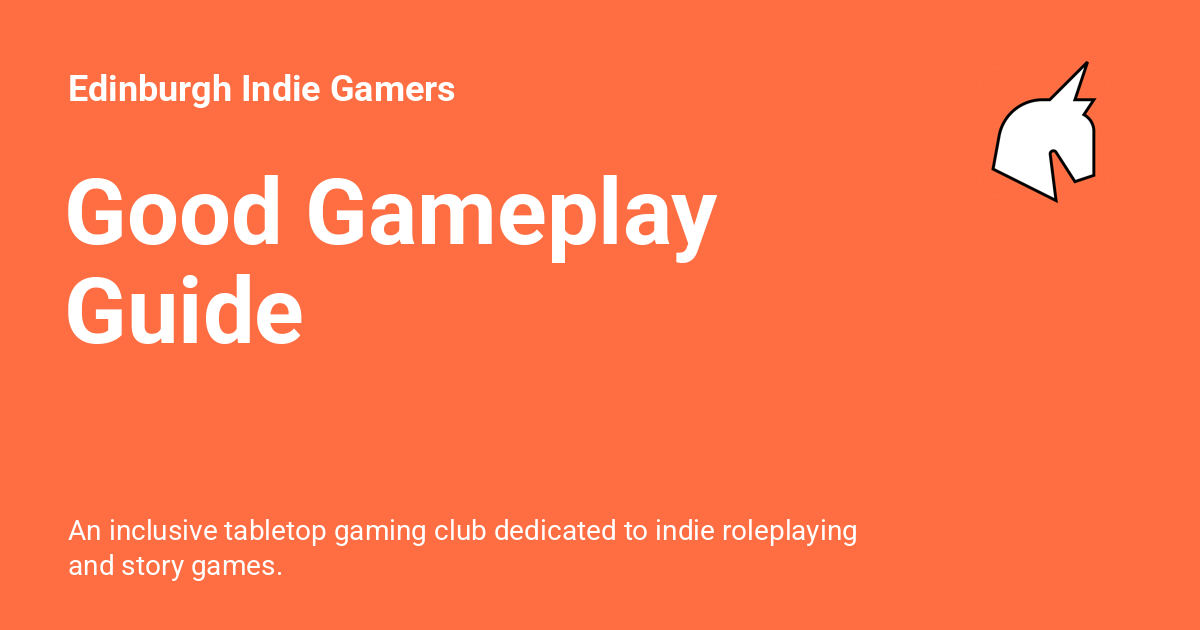 Edinburgh Indie Gamers
Good Gameplay
Guide
An inclusive tabletop gaming club dedicated to indie roleplaying
and story games.